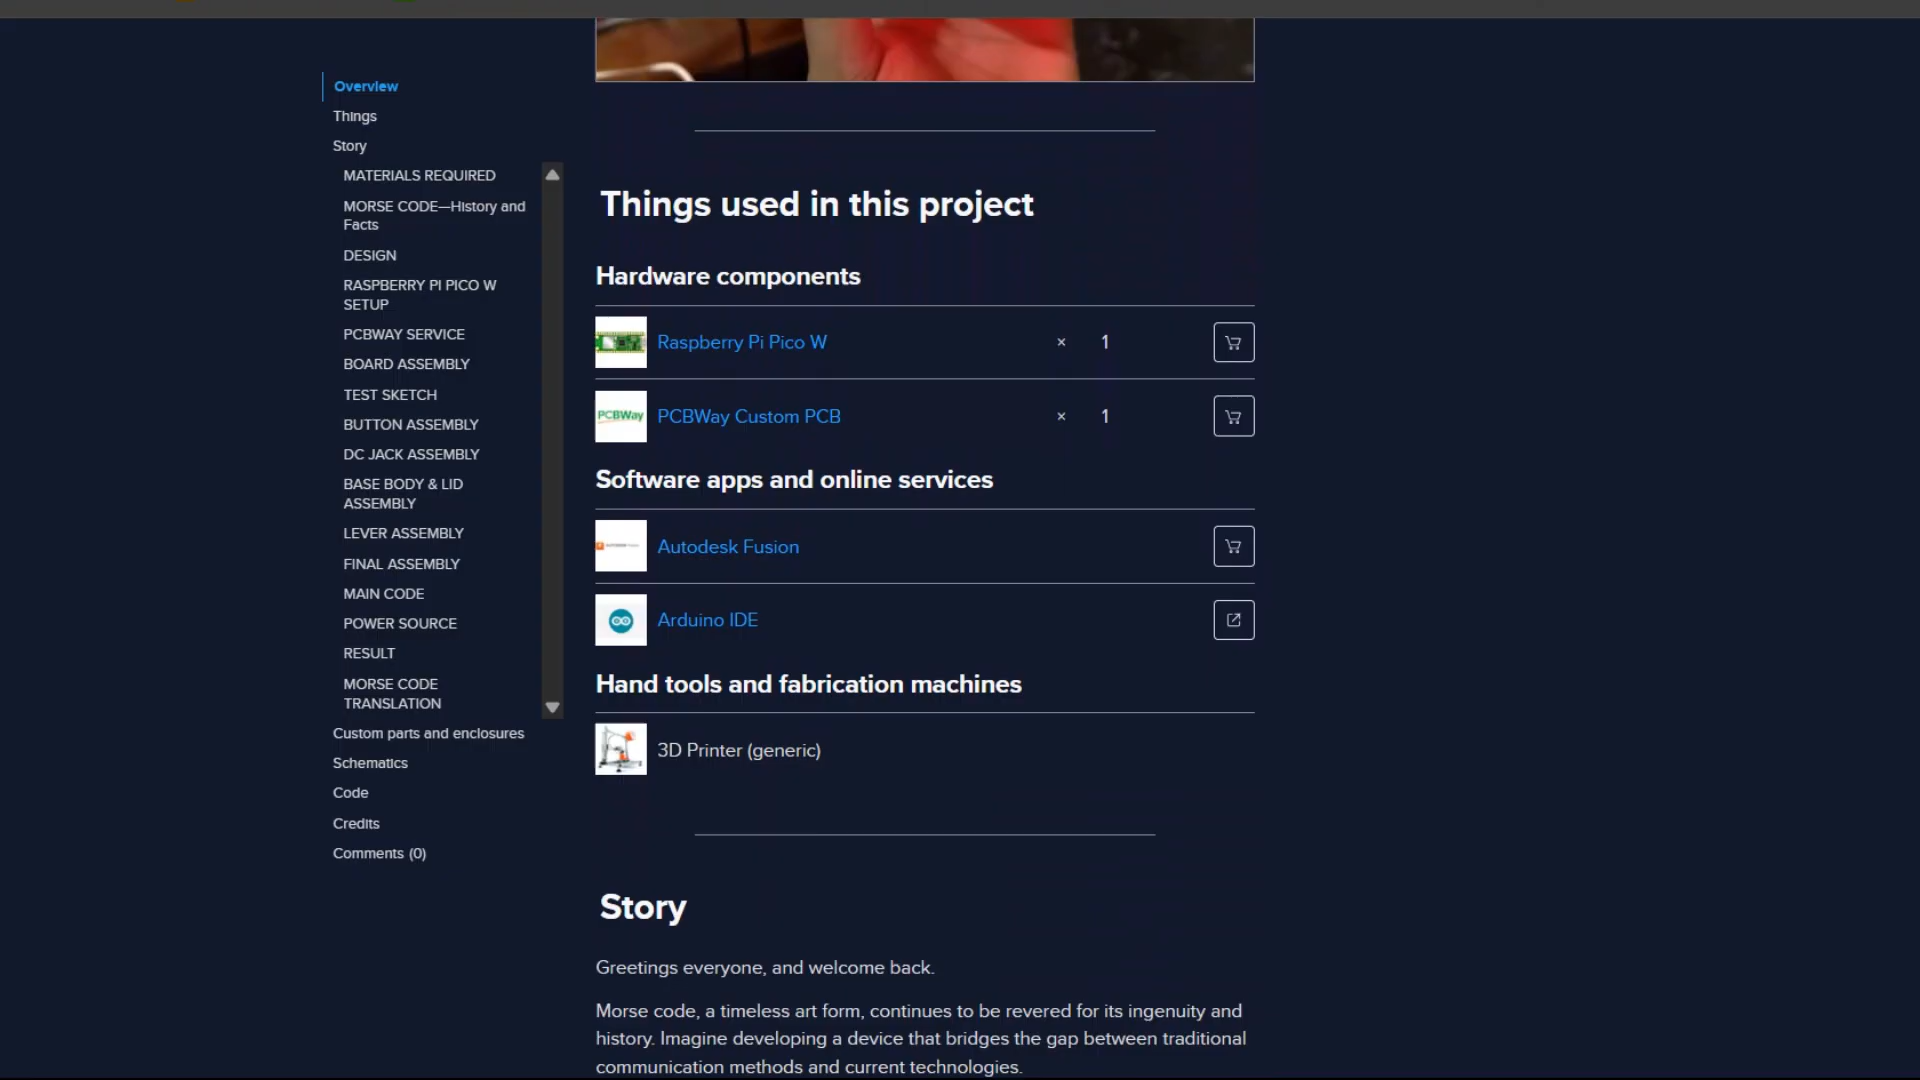 Overview
Things
Story
MATERIALS REQUIRED
MORSE CODE—History and
Facts
DESIGN
RASPBERRY PI PICO W
SETUP
PCBWAY SERVICE
BOARD ASSEMBLY
TEST SKETCH
BUTTON ASSEMBLY
DC JACK ASSEMBLY
BASE BODY & LID
ASSEMBLY
LEVER ASSEMBLY
FINAL ASSEMBLY
MAIN CODE
POWER SOURCE
RESULT
MORSE CODE
TRANSLATION
Custom parts and enclosures
Schematics
Code
Credits
Comments (0)
Things used in this project
Hardware components
Raspberry Pi Pico W × 1
PCBWay
PCBWay Custom PCB × 1
Software apps and online services
Autodesk Fusion
Arduino IDE
Hand tools and fabrication machines
3D Printer (generic)
Story
Greetings everyone, and welcome back.
Morse code, a timeless art form, continues to be revered for its ingenuity and
history. Imagine developing a device that bridges the gap between traditional
communication methods and current technologies.